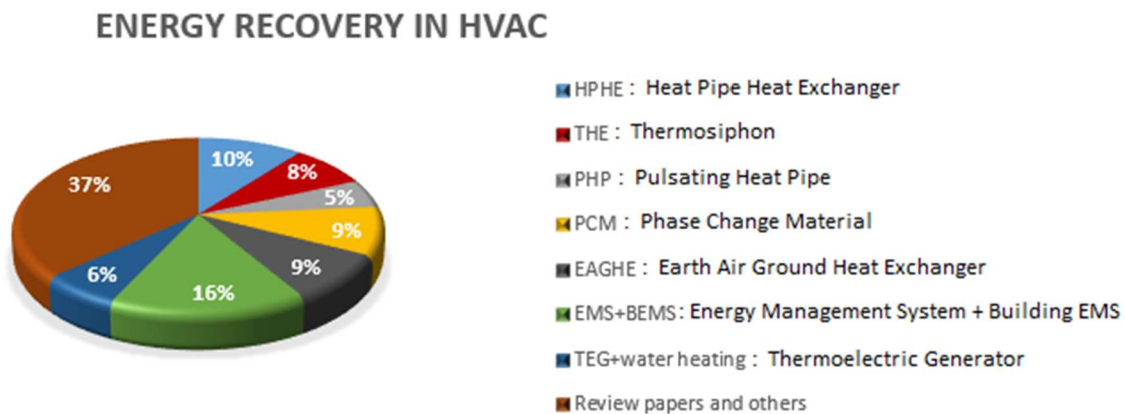 ENERGY RECOVERY IN HVAC
HPHE : Heat Pipe Heat Exchanger
THE : Thermosiphon
PHP : Pulsating Heat Pipe
PCM : Phase Change Material
EAGHE : Earth Air Ground Heat Exchanger
EMS+BEMS: Energy Management System + Building EMS
TEG+water heating : Thermoelectric Generator
Review papers and others
10%
8%
5%
9%
9%
16%
6%
37%